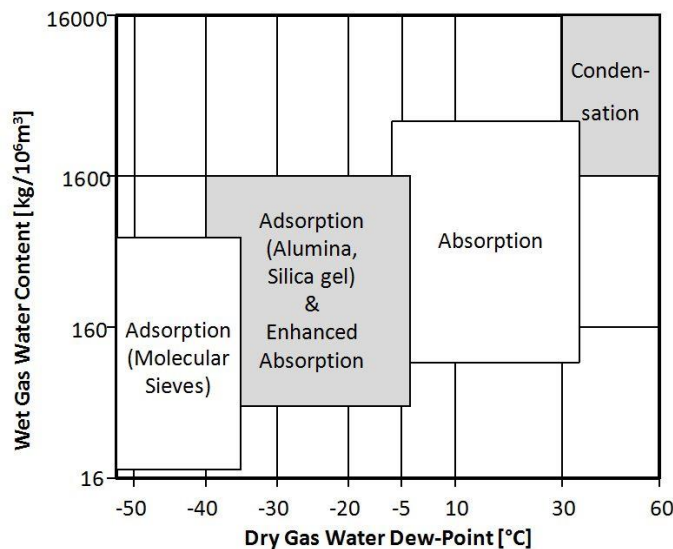 Wet Gas Water Content [kg/10⁶m³]
16000
1600
160
16
Conden-
sation
Absorption
Adsorption
(Alumina,
Silica gel)
&
Enhanced
Absorption
Adsorption
(Molecular
Sieves)
-50 -40 -30 -20 -5 10 30 60
Dry Gas Water Dew-Point [°C]